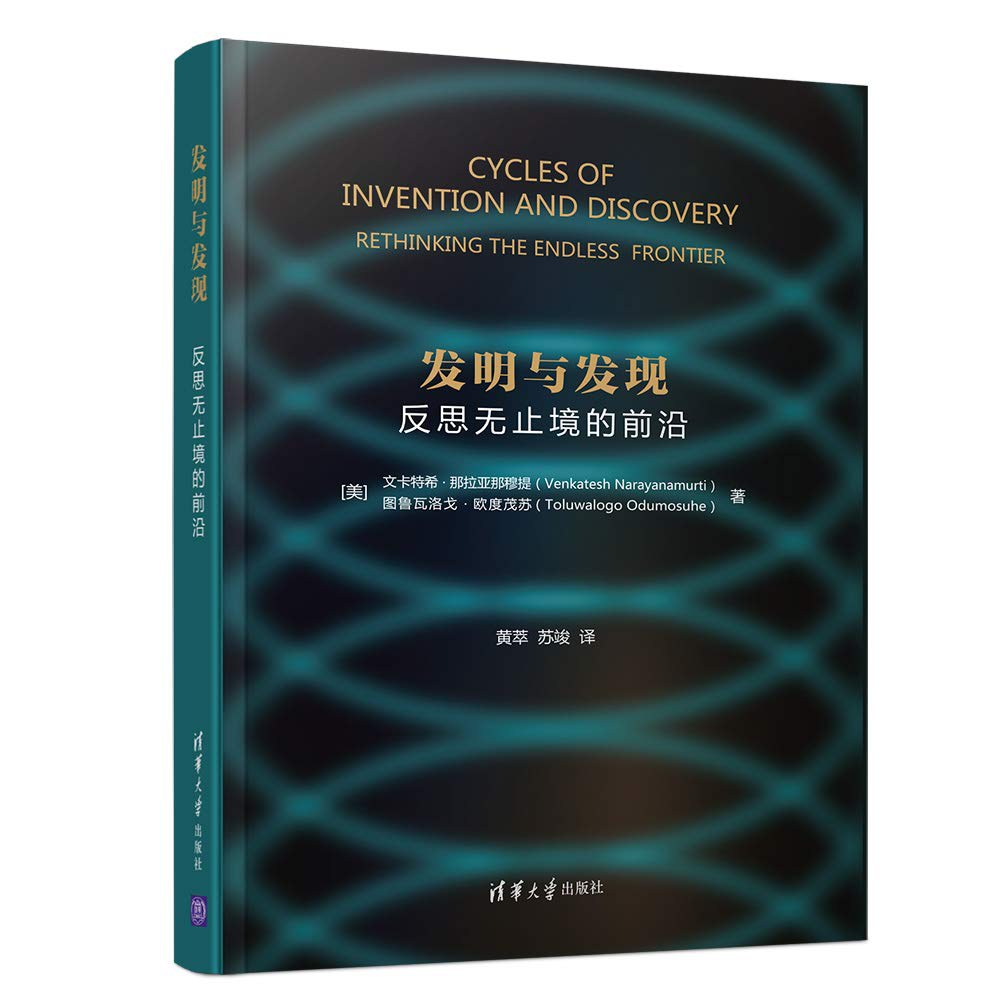 CYCLES OF
INVENTION AND DISCOVERY
RETHINKING THE ENDLESS FRONTIER
发明与发现
反思无止境的前沿
[美]
文卡特希·那拉亚那穆提（Venkatesh Narayanamurti）
图鲁瓦洛戈·欧度茂苏（Toluwalogo Odumosuhe）
著
黄萃 苏竣 译
清华大学出版社
发明与发现
反思无止境的前沿
清华大学出版社